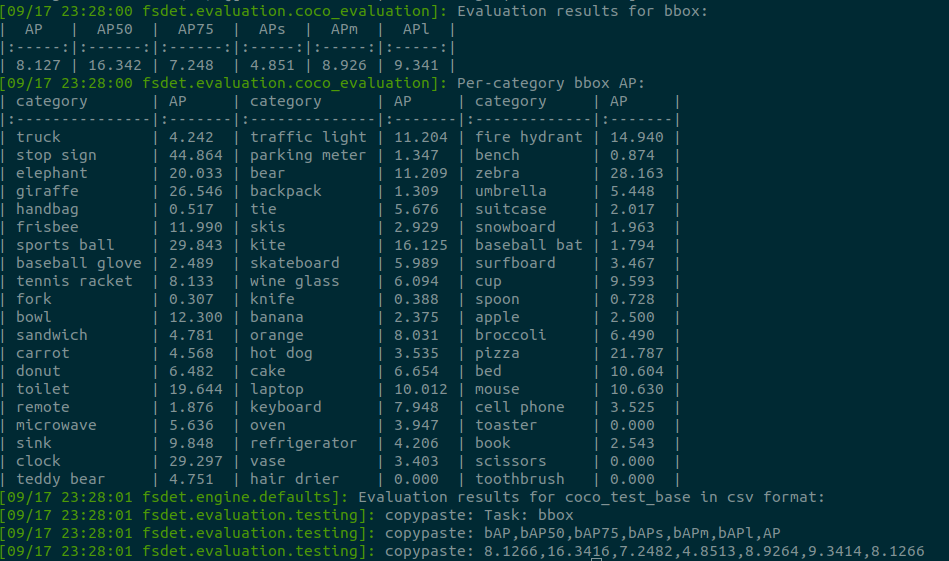 [09/17 23:28:00 fsdet.evaluation.coco_evaluation]: Evaluation results for bbox:
|  AP   |  AP50  |  AP75  |  APs  |  APm  |  APl  |
|:-----:|:------:|:------:|:-----:|:-----:|:-----:|
| 8.127 | 16.342 | 7.248  | 4.851 | 8.926 | 9.341 |
[09/17 23:28:00 fsdet.evaluation.coco_evaluation]: Per-category bbox AP:
| category       | AP     | category      | AP     | category     | AP     |
|:---------------|:-------|:--------------|:-------|:-------------|:-------|
| truck          | 4.242  | traffic light | 11.204 | fire hydrant | 14.940 |
| stop sign      | 44.864 | parking meter | 1.347  | bench        | 0.874  |
| elephant       | 20.033 | bear          | 11.209 | zebra        | 28.163 |
| giraffe        | 26.546 | backpack      | 1.309  | umbrella     | 5.448  |
| handbag        | 0.517  | tie           | 5.676  | suitcase     | 2.017  |
| frisbee        | 11.990 | skis          | 2.929  | snowboard    | 1.963  |
| sports ball    | 29.843 | kite          | 16.125 | baseball bat | 1.794  |
| baseball glove | 2.489  | skateboard    | 5.989  | surfboard    | 3.467  |
| tennis racket  | 8.133  | wine glass    | 6.094  | cup          | 9.593  |
| fork           | 0.307  | knife         | 0.388  | spoon        | 0.728  |
| bowl           | 12.300 | banana        | 2.375  | apple        | 2.500  |
| sandwich       | 4.781  | orange        | 8.031  | broccoli     | 6.490  |
| carrot         | 4.568  | hot dog       | 3.535  | pizza        | 21.787 |
| donut          | 6.482  | cake          | 6.654  | bed          | 10.604 |
| toilet         | 19.644 | laptop        | 10.012 | mouse        | 10.630 |
| remote         | 1.876  | keyboard      | 7.948  | cell phone   | 3.525  |
| microwave      | 5.636  | oven          | 3.947  | toaster      | 0.000  |
| sink           | 9.848  | refrigerator  | 4.206  | book         | 2.543  |
| clock          | 29.297 | vase          | 3.403  | scissors     | 0.000  |
| teddy bear     | 4.751  | hair drier    | 0.000  | toothbrush   | 0.000  |
[09/17 23:28:01 fsdet.engine.defaults]: Evaluation results for coco_test_base in csv format:
[09/17 23:28:01 fsdet.evaluation.testing]: copypaste: Task: bbox
[09/17 23:28:01 fsdet.evaluation.testing]: copypaste: bAP,bAP50,bAP75,bAPs,bAPm,bAPl,AP
[09/17 23:28:01 fsdet.evaluation.testing]: copypaste: 8.1266,16.3416,7.2482,4.8513,8.9264,9.3414,8.1266